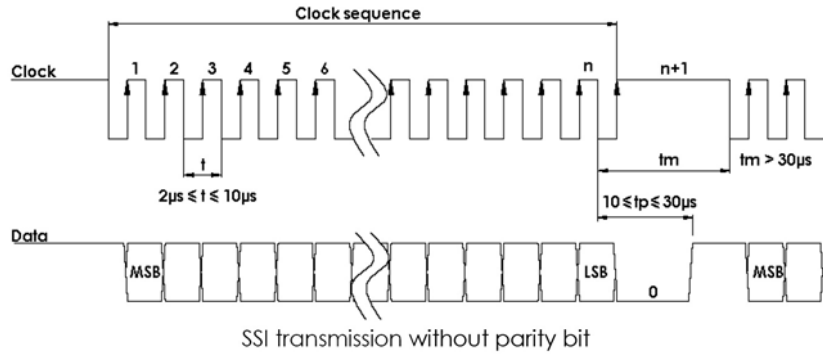 Clock sequence
1 2 3 4 5 6 n n+1
Clock
t tm tm > 30µs
2µs ≤ t ≤ 10µs
10 ≤ tp ≤ 30µs
Data
MSB LSB 0 MSB
SSI transmission without parity bit